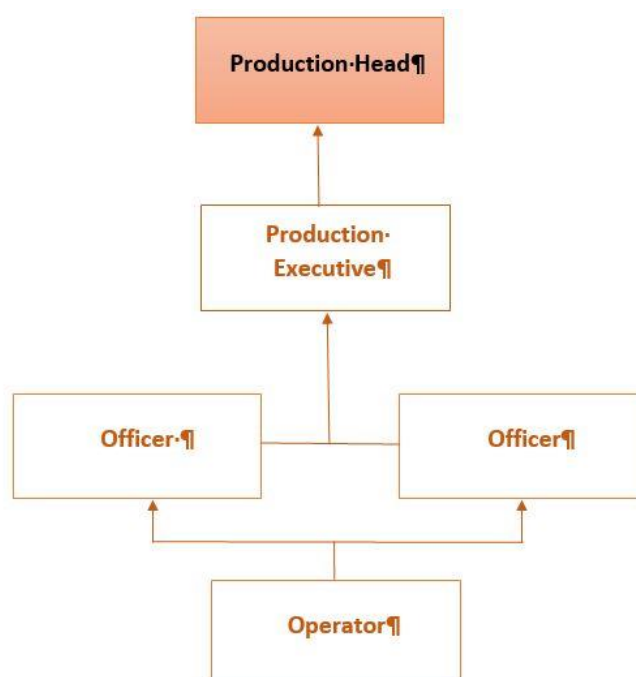 Production·Head¶
Production·
Executive¶
Officer·¶
Officer¶
Operator¶